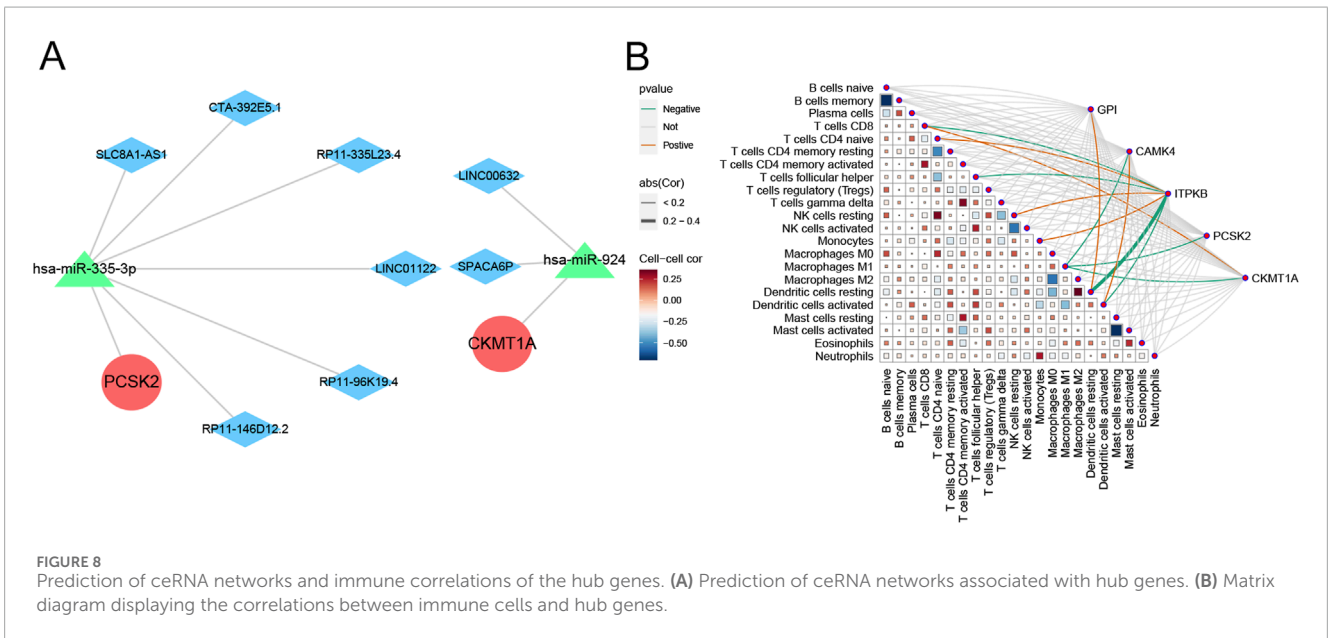 A
CTA-392E5.1
SLC8A1-AS1
RP11-335L23.4
LINC00632
hsa-miR-335-3p
LINC01122
SPACA6P
hsa-miR-924
CKMT1A
PCSK2
RP11-96K19.4
RP11-146D12.2
B
pvalue
Negative
Not
Postive
abs(Cor)
< 0.2
0.2 – 0.4
Cell–cell cor
0.25
0.00
−0.25
−0.50
B cells naive
B cells memory
Plasma cells
T cells CD8
T cells CD4 naive
T cells CD4 memory resting
T cells CD4 memory activated
T cells follicular helper
T cells regulatory (Tregs)
T cells gamma delta
NK cells resting
NK cells activated
Monocytes
Macrophages M0
Macrophages M1
Macrophages M2
Dendritic cells resting
Dendritic cells activated
Mast cells resting
Mast cells activated
Eosinophils
Neutrophils
GPI
CAMK4
ITPKB
PCSK2
CKMT1A
B cells naive
B cells memory
Plasma cells
T cells CD8
T cells CD4 naive
T cells CD4 memory resting
T cells CD4 memory activated
T cells follicular helper
T cells regulatory (Tregs)
T cells gamma delta
NK cells resting
NK cells activated
Monocytes
Macrophages M0
Macrophages M1
Macrophages M2
Dendritic cells resting
Dendritic cells activated
Mast cells resting
Mast cells activated
Eosinophils
Neutrophils
FIGURE 8
Prediction of ceRNA networks and immune correlations of the hub genes. (A) Prediction of ceRNA networks associated with hub genes. (B) Matrix
diagram displaying the correlations between immune cells and hub genes.